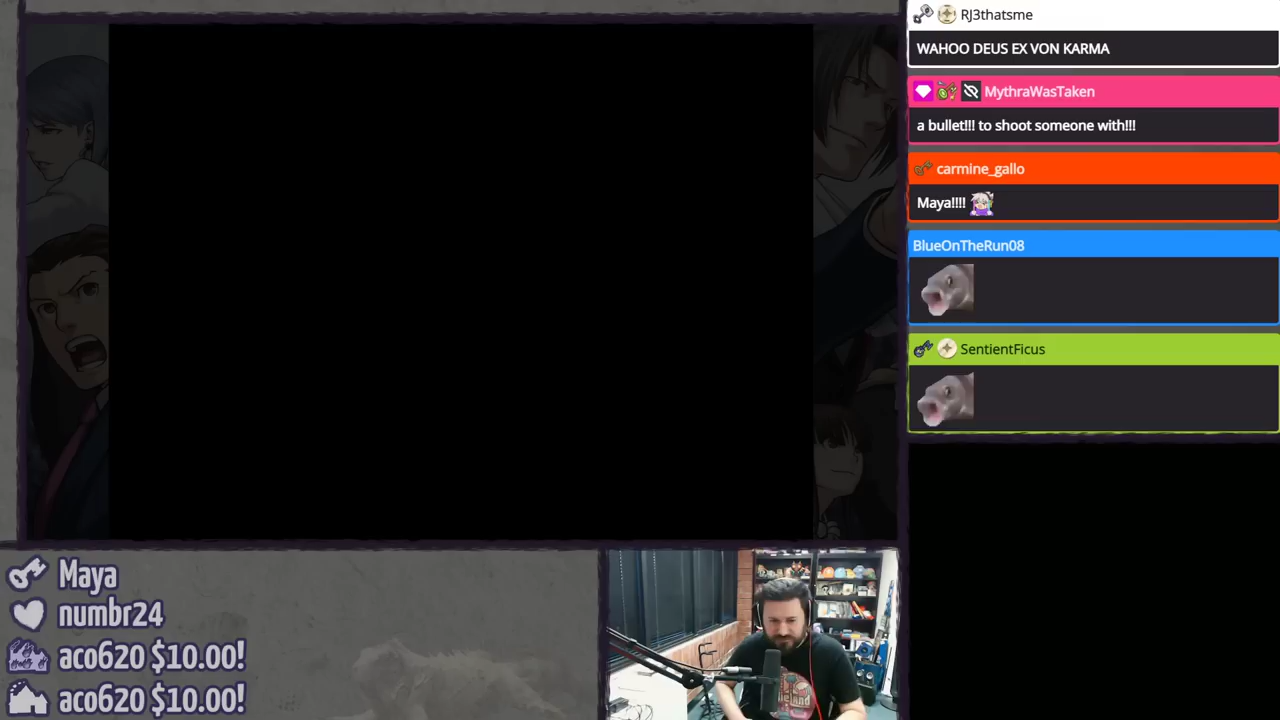 RJ3thatsme
WAHOO DEUS EX VON KARMA
MythraWasTaken
a bullet!!! to shoot someone with!!!
carmine_gallo
Maya!!!!
BlueOnTheRun08
SentientFicus
Maya
numbr24
aco620 $10.00!
aco620 $10.00!